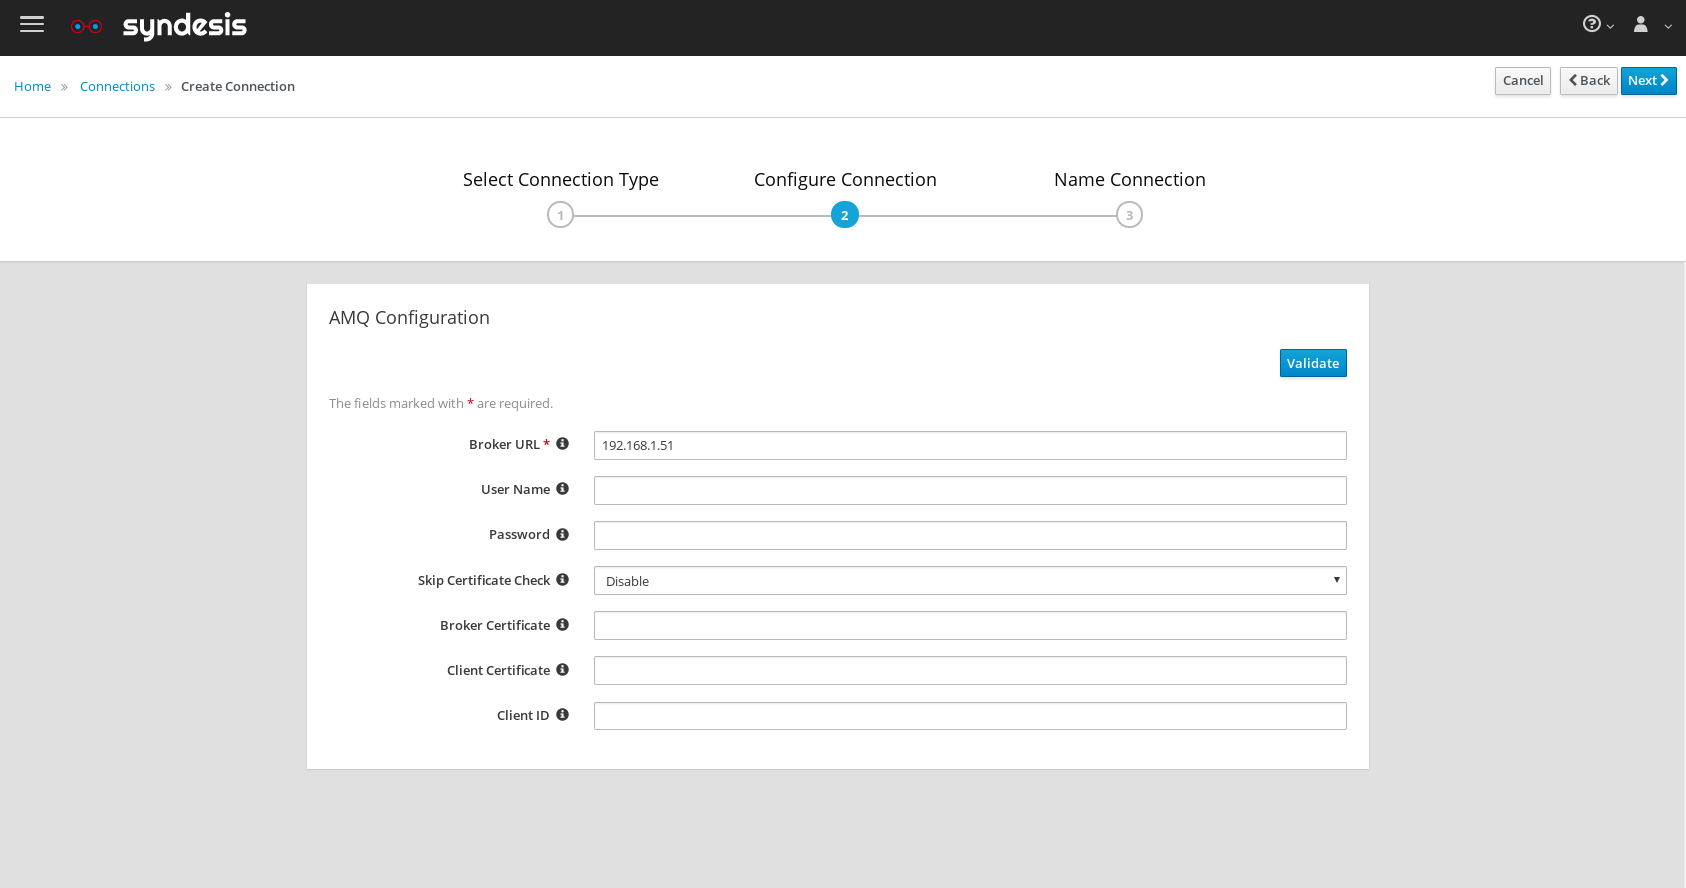 syndesis
Home » Connections » Create Connection
Cancel Back Next
Select Connection Type Configure Connection Name Connection
1 2 3
AMQ Configuration
Validate
The fields marked with * are required.
Broker URL * 192.168.1.51
User Name
Password
Skip Certificate Check Disable
Broker Certificate
Client Certificate
Client ID